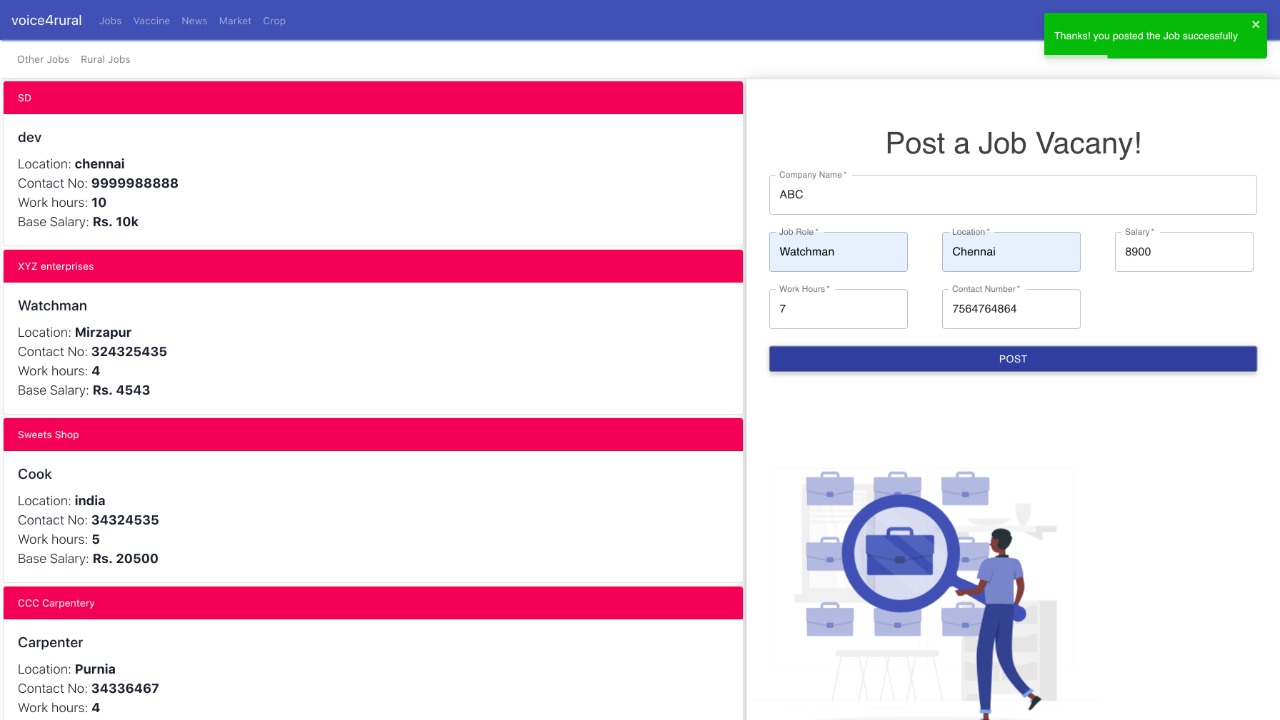 voice4rural Jobs Vaccine News Market Crop
Thanks! you posted the Job successfully
Other Jobs Rural Jobs
SD
dev
Location: chennai
Contact No: 9999988888
Work hours: 10
Base Salary: Rs. 10k
XYZ enterprises
Watchman
Location: Mirzapur
Contact No: 324325435
Work hours: 4
Base Salary: Rs. 4543
Sweets Shop
Cook
Location: india
Contact No: 34324535
Work hours: 5
Base Salary: Rs. 20500
CCC Carpentery
Carpenter
Location: Purnia
Contact No: 34336467
Work hours: 4
Post a Job Vacany!
Company Name *
ABC
Job Role * Location * Salary *
Watchman Chennai 8900
Work Hours * Contact Number *
7 7564764864
POST